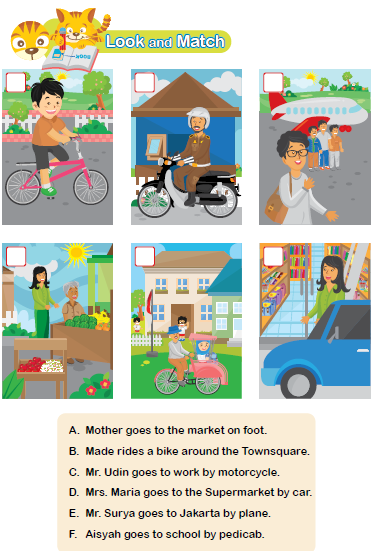 Look and Match
A. Mother goes to the market on foot.
B. Made rides a bike around the Townsquare.
C. Mr. Udin goes to work by motorcycle.
D. Mrs. Maria goes to the Supermarket by car.
E. Mr. Surya goes to Jakarta by plane.
F. Aisyah goes to school by pedicab.